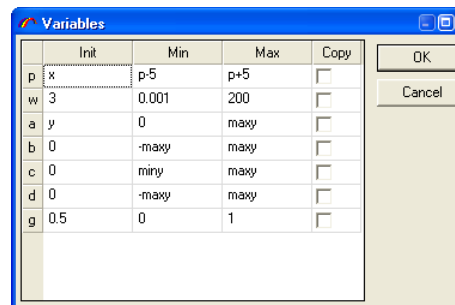 Variables
Init Min Max Copy
p x p-5 p+5
w 3 0.001 200
a y 0 maxy
b 0 -maxy maxy
c 0 miny maxy
d 0 -maxy maxy
g 0.5 0 1
OK
Cancel